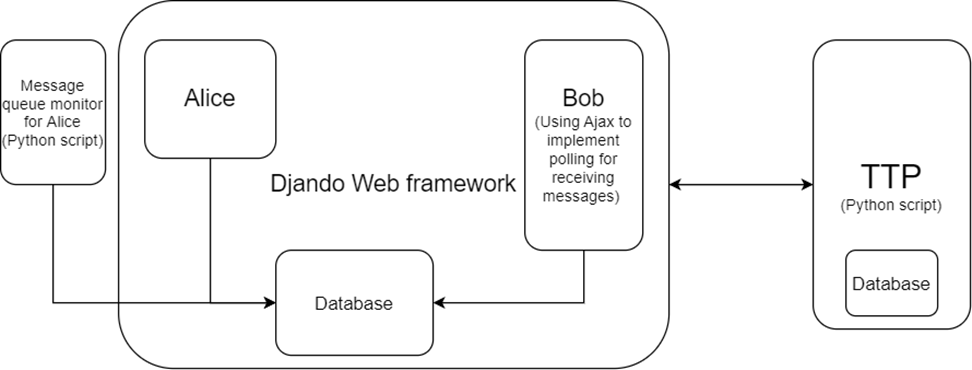 Message
queue monitor
for Alice
(Python script)
Alice
Bob
(Using Ajax to
implement
polling for
receiving
messages)
Djando Web framework
Database
TTP
(Python script)
Database